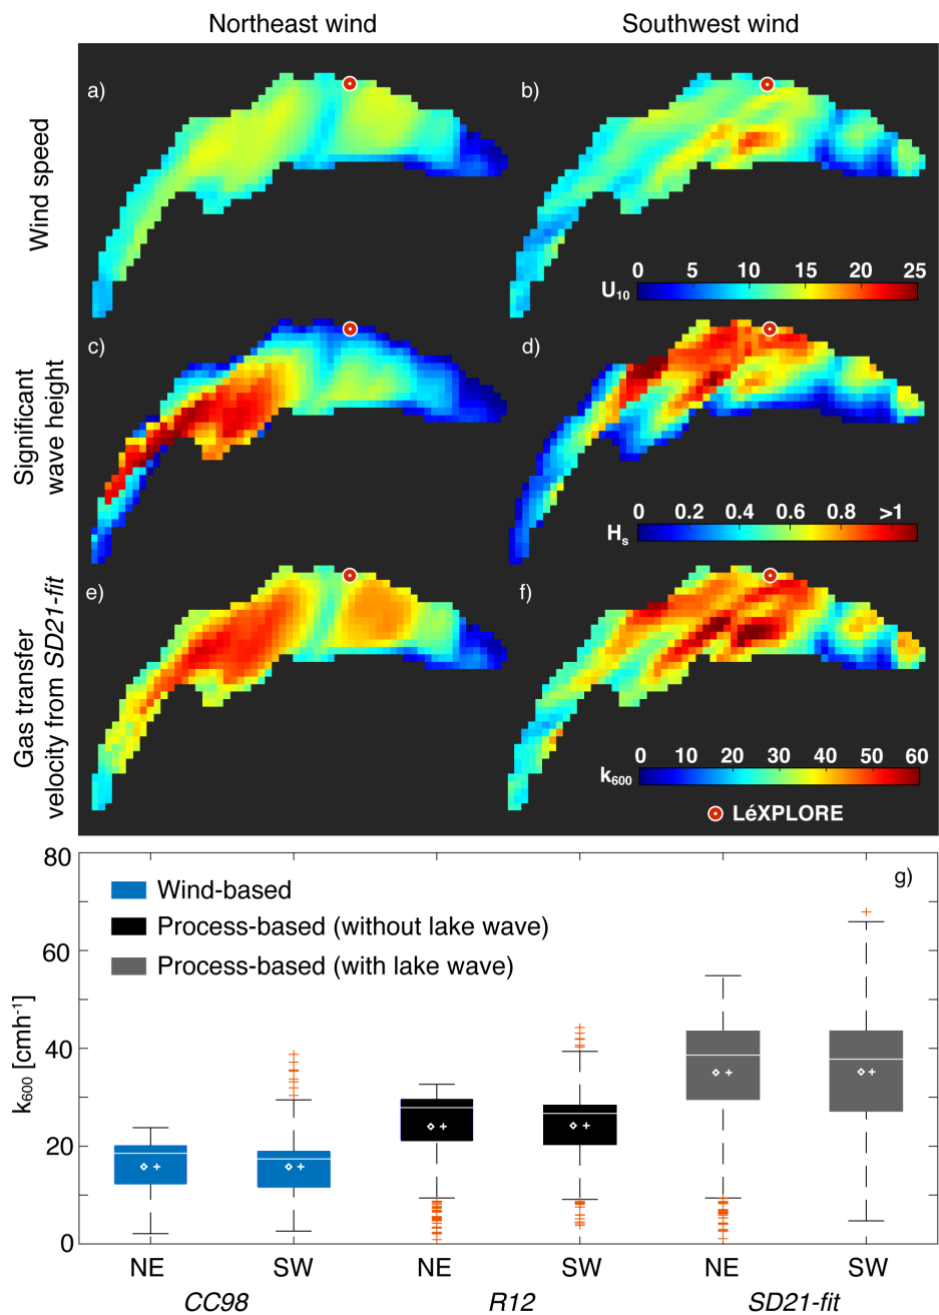 Northeast wind Southwest wind
Wind speed
a) b)
0 5 10 15 20 25
U10
Significant
wave height
c) d)
0 0.2 0.4 0.6 0.8 >1
Hs
Gas transfer
velocity from SD21-fit
e) f)
0 10 20 30 40 50 60
k600
LéXPLORE
80
g)
Wind-based
Process-based (without lake wave)
60
Process-based (with lake wave)
k600 [cmh-1]
40
20
0
NE SW NE SW NE SW
CC98 R12 SD21-fit